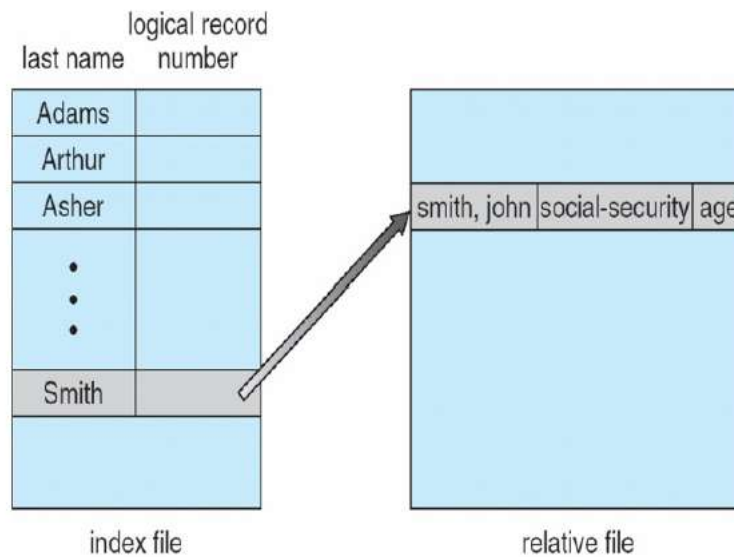 logical record
last name number
Adams
Arthur
Asher
smith, john social-security age
Smith
index file relative file